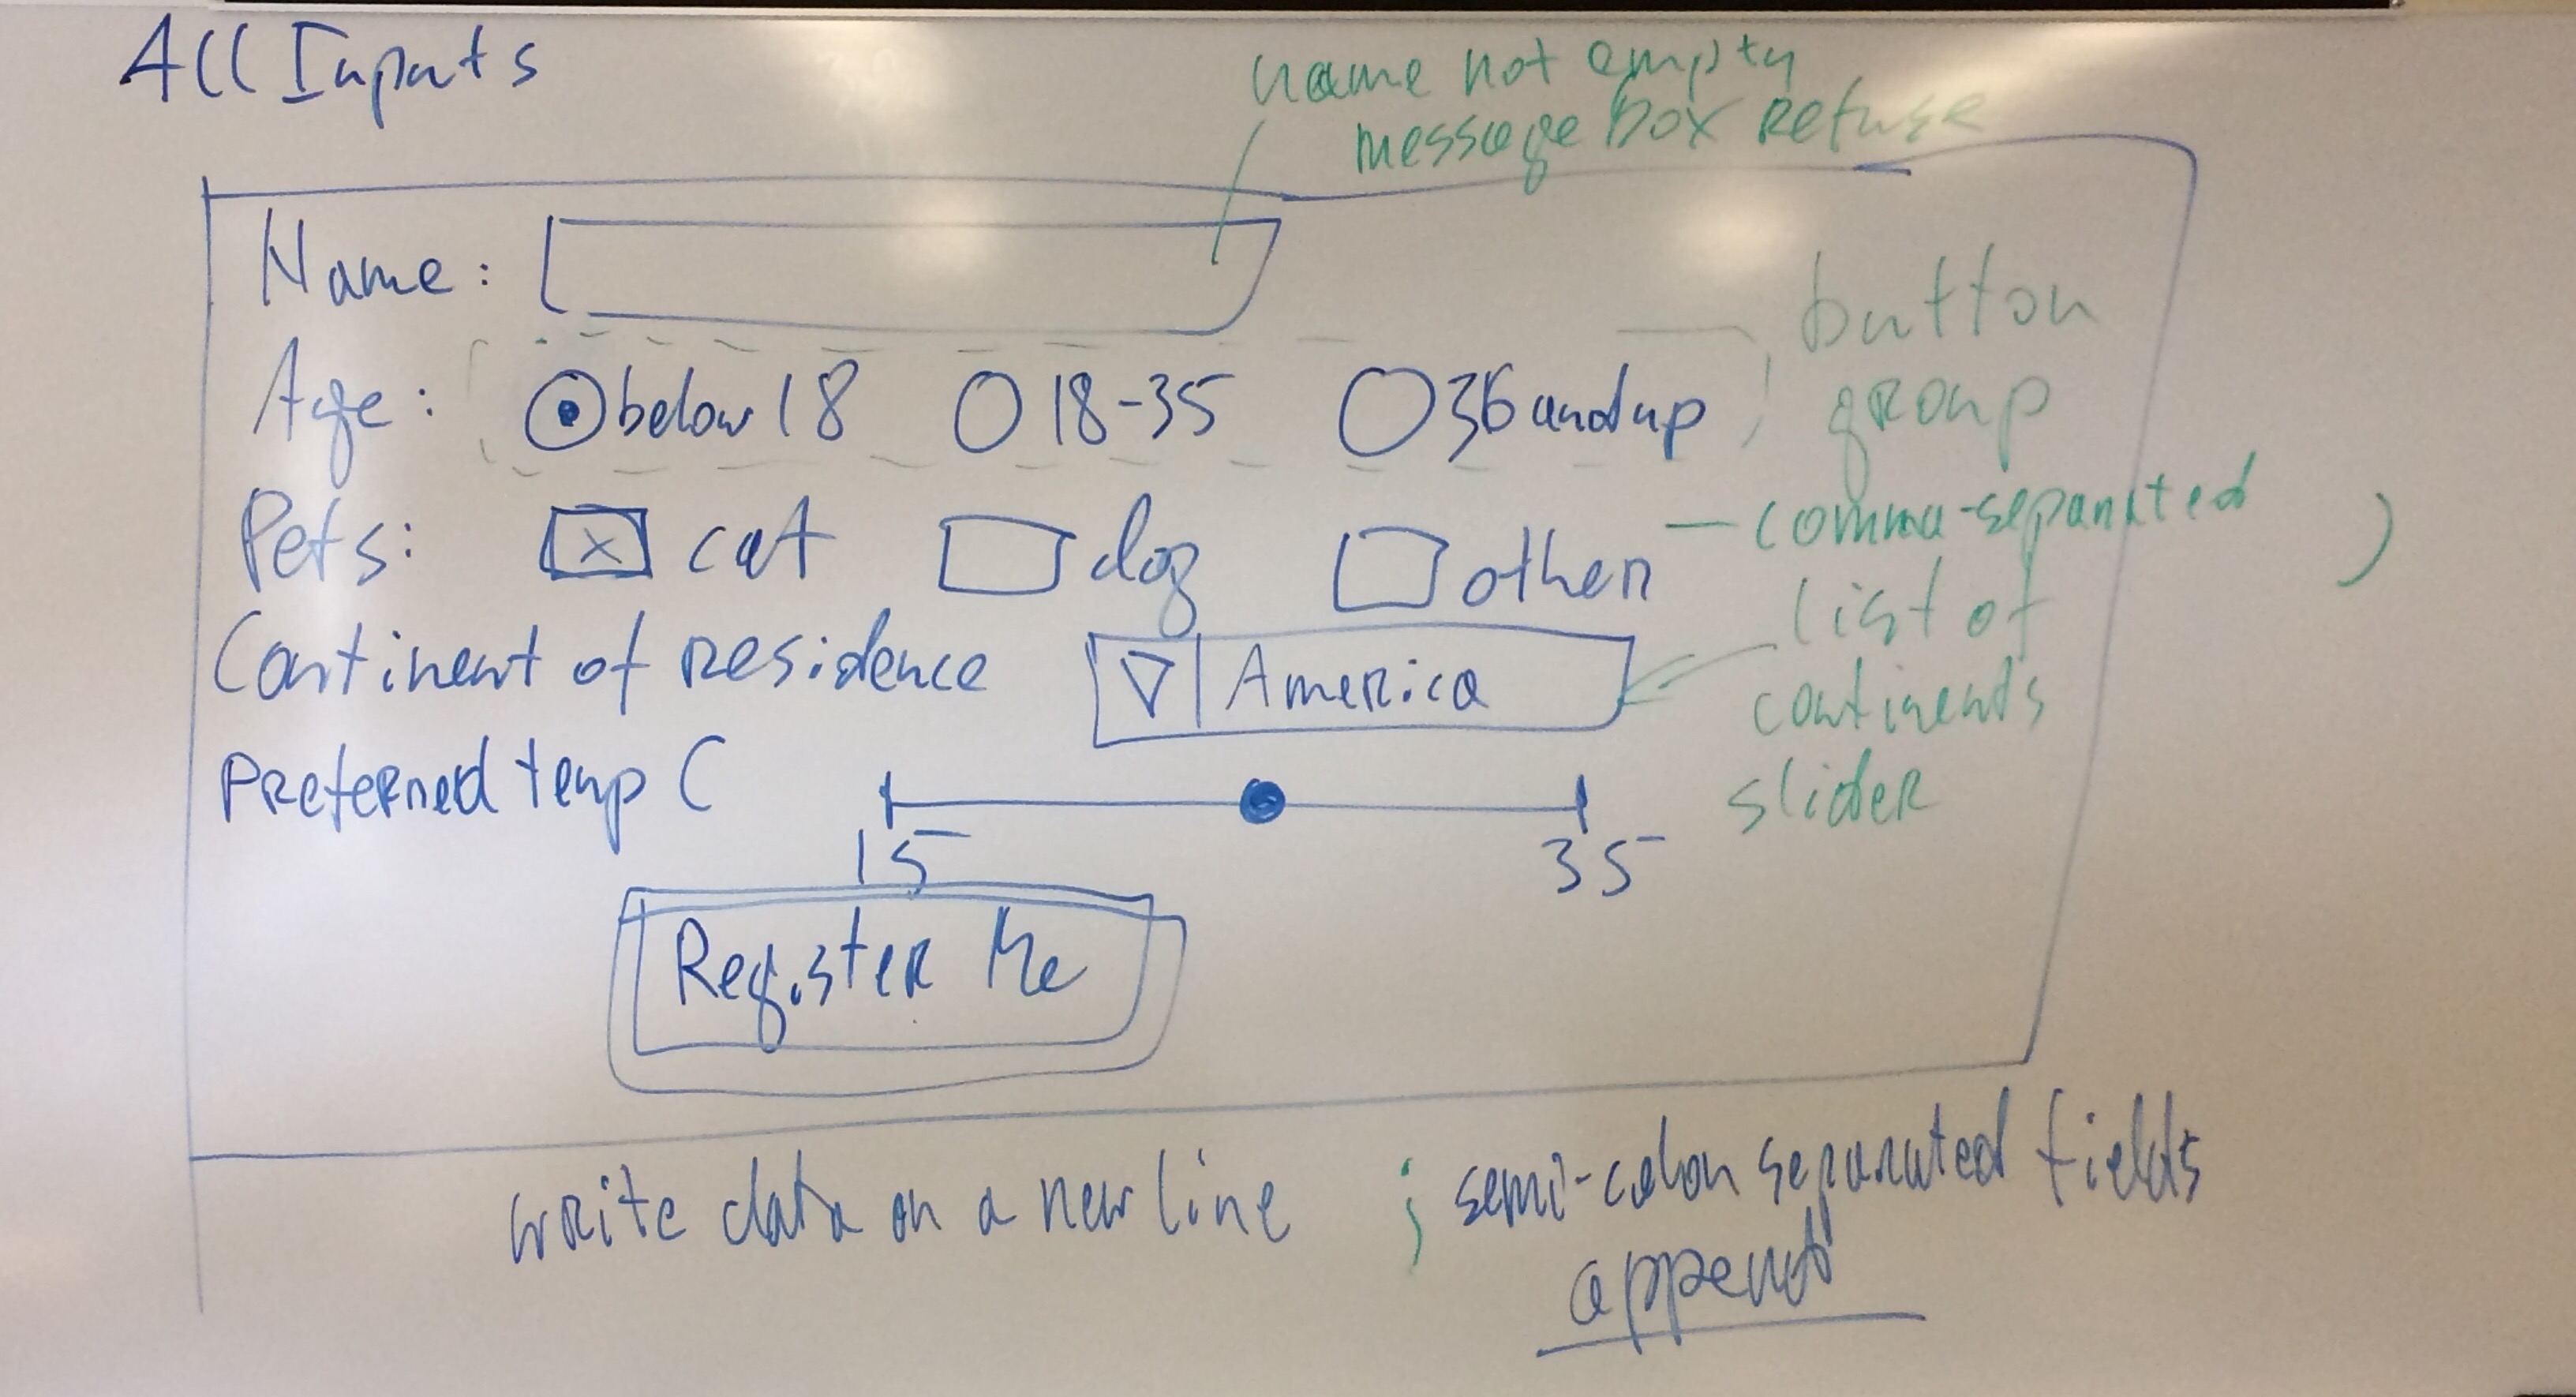 All Inputs
name not empty
message box refuse
Name:
button
group
Age: below 18 18-35 36 and up
Pets: cat dog other
comma-separated ,
Continent of residence America
list of
continents
Preferred temp C
15 35
slider
Register Me
write data on a new line ; semi-colon separated fields
append